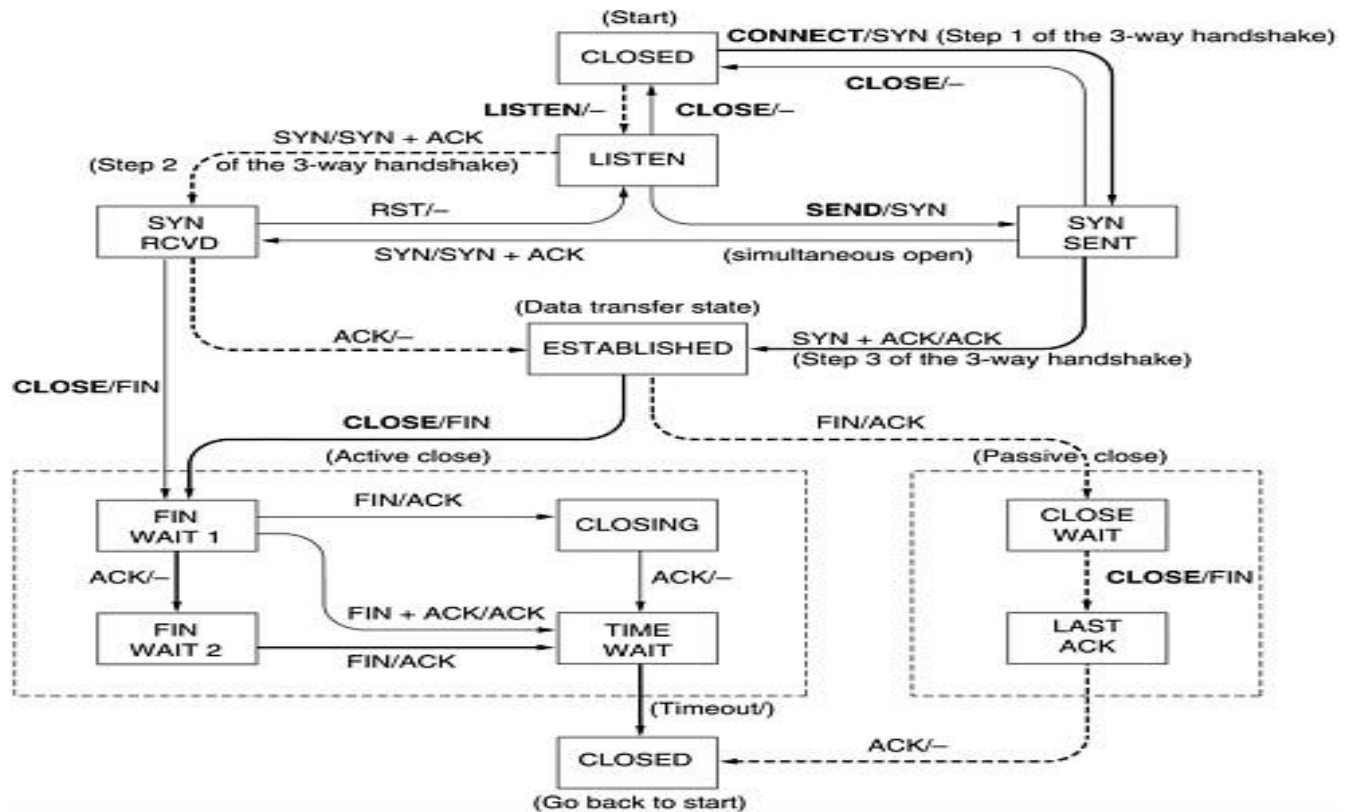 (Start)
CLOSED
CONNECT/SYN (Step 1 of the 3-way handshake)
CLOSE/–
LISTEN/–
CLOSE/–
SYN/SYN + ACK
(Step 2 of the 3-way handshake)
LISTEN
SYN
RCVD
RST/–
SEND/SYN
SYN
SENT
SYN/SYN + ACK
(simultaneous open)
(Data transfer state)
ACK/–
ESTABLISHED
SYN + ACK/ACK
(Step 3 of the 3-way handshake)
CLOSE/FIN
CLOSE/FIN
FIN/ACK
(Active close)
(Passive close)
FIN
WAIT 1
FIN/ACK
CLOSING
CLOSE
WAIT
ACK/–
ACK/–
CLOSE/FIN
FIN + ACK/ACK
FIN
WAIT 2
FIN/ACK
TIME
WAIT
LAST
ACK
(Timeout/)
CLOSED
ACK/–
(Go back to start)